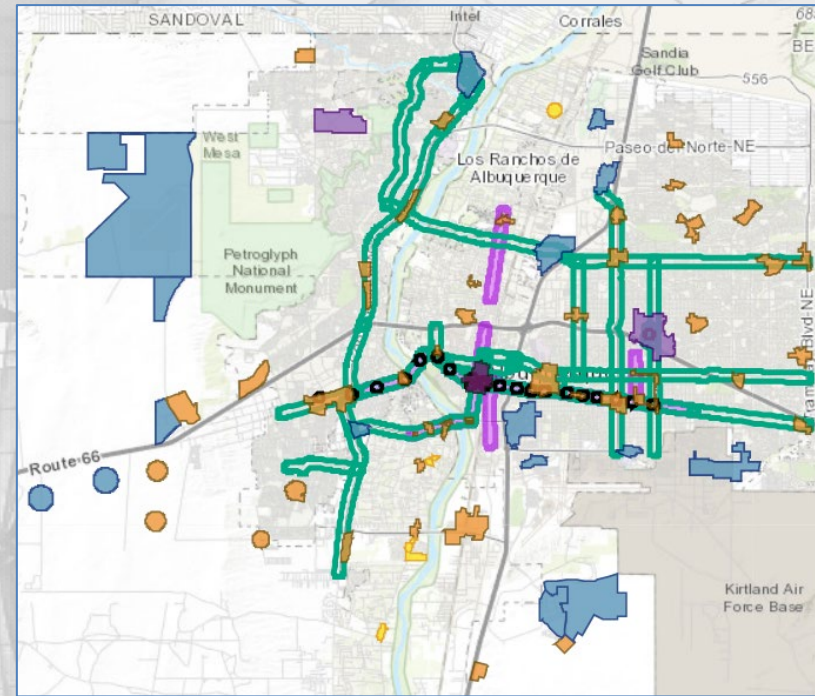 SANDOVAL
Intel
Corrales
Sandia
Golf Club
556
West
Mesa
Paseo del Norte-NE
Los Ranchos de
Albuquerque
Petroglyph
National
Monument
Route 66
Kirtland Air
Force Base